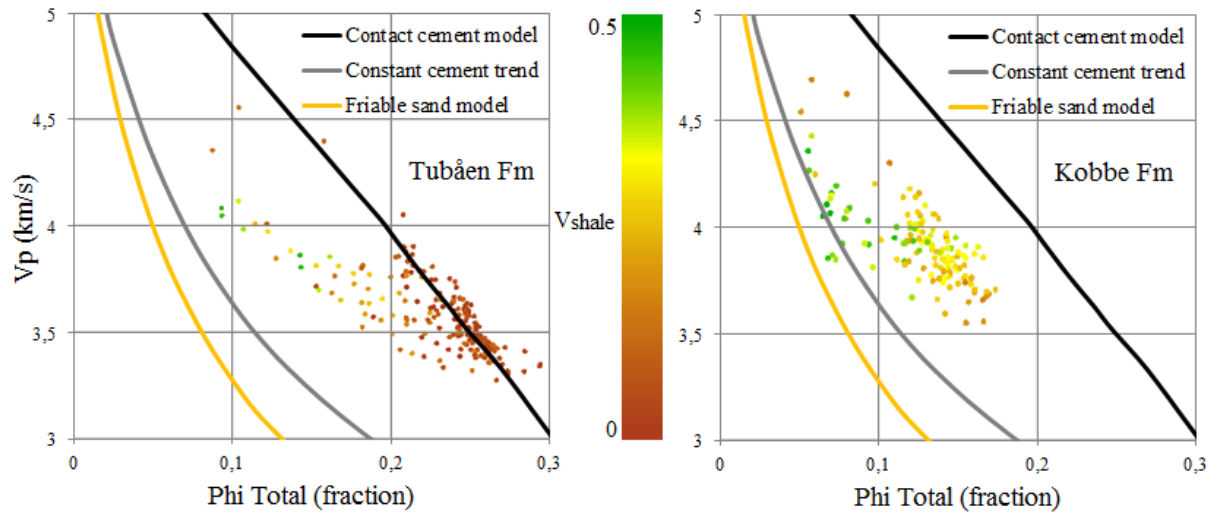 5
4,5
4
3,5
3
Vp (km/s)
0
0,1
0,2
0,3
Phi Total (fraction)
Contact cement model
Constant cement trend
Friable sand model
Tubåen Fm
0.5
Vshale
0
5
4,5
4
3,5
3
0
0,1
0,2
0,3
Phi Total (fraction)
Contact cement model
Constant cement trend
Friable sand model
Kobbe Fm